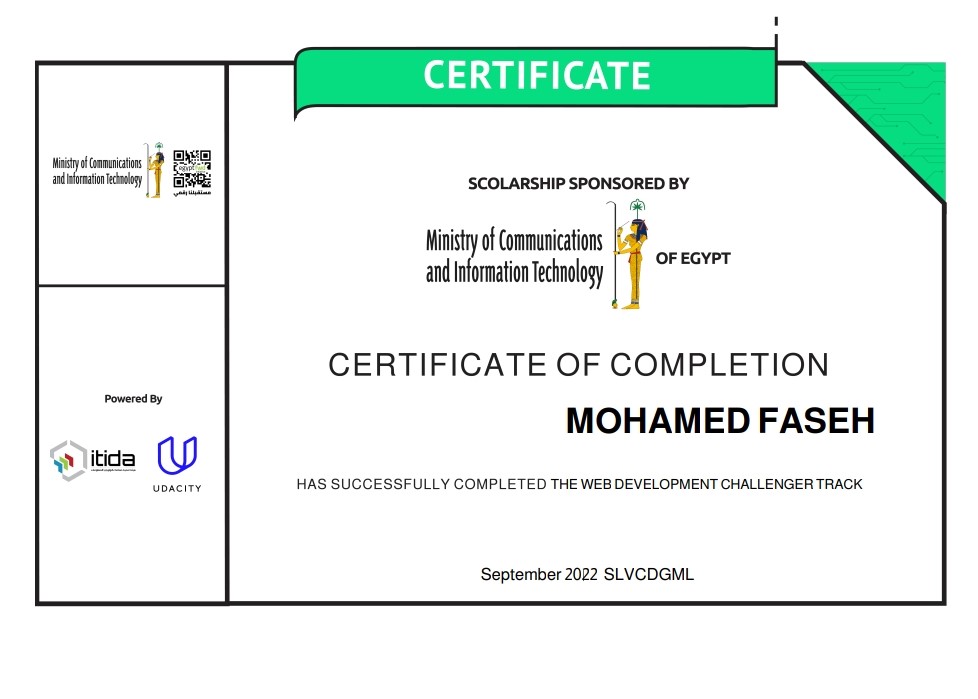 CERTIFICATE
Ministry of Communications
and Information Technology
egypt
مستقبلنا رقمي
SCOLARSHIP SPONSORED BY
Ministry of Communications
and Information Technology
OF EGYPT
CERTIFICATE OF COMPLETION
MOHAMED FASEH
HAS SUCCESSFULLY COMPLETED THE WEB DEVELOPMENT CHALLENGER TRACK
Powered By
itida
UDACITY
September 2022 SLVCDGML